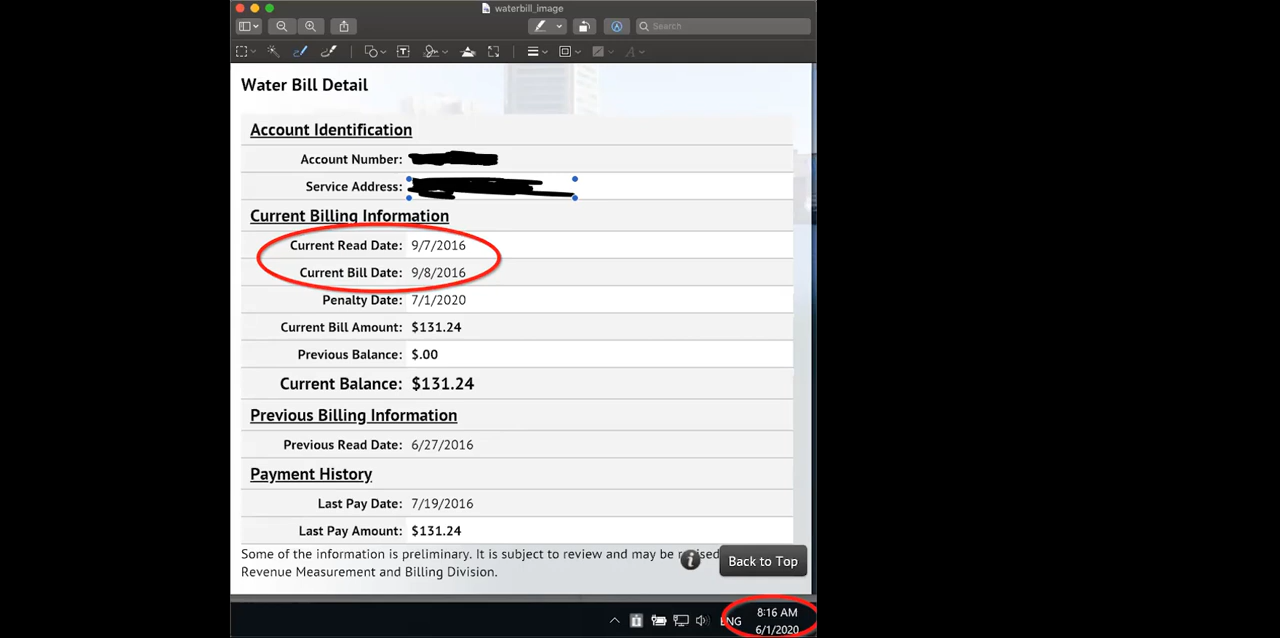 waterbill_image
Search
Water Bill Detail
Account Identification
Account Number:
Service Address:
Current Billing Information
Current Read Date: 9/7/2016
Current Bill Date: 9/8/2016
Penalty Date: 7/1/2020
Current Bill Amount: $131.24
Previous Balance: $.00
Current Balance: $131.24
Previous Billing Information
Previous Read Date: 6/27/2016
Payment History
Last Pay Date: 7/19/2016
Last Pay Amount: $131.24
Some of the information is preliminary. It is subject to review and may be
Revenue Measurement and Billing Division.
Back to Top
8:16 AM
ENG
6/1/2020